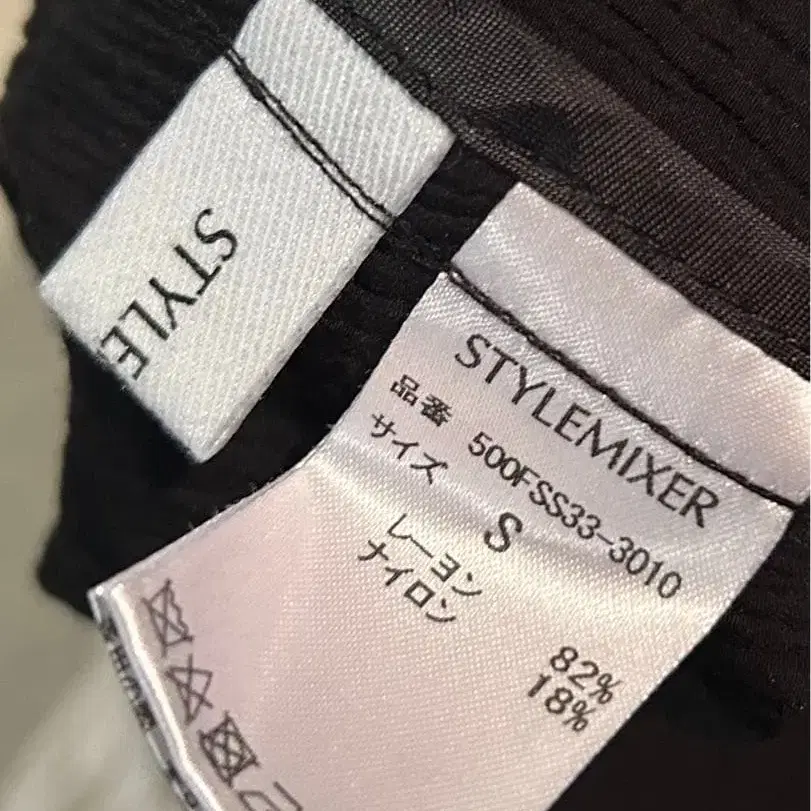 STYLE
STYLEMIXER
品番 500FSS33-3010
サイズ S
レーヨン 82%
ナイロン 18%